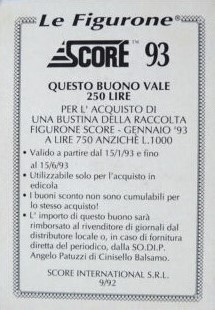 Le Figurone®
SCORE™ 93
QUESTO BUONO VALE
250 LIRE
PER L' ACQUISTO DI
UNA BUSTINA DELLA RACCOLTA
FIGURONE SCORE - GENNAIO '93
A LIRE 750 ANZICHÈ L.1000
• Valido a partire dal 15/1/93 e fino
al 15/6/93
• Utilizzabile solo per l'acquisto in
edicola
• I buoni sconto non sono cumulabili per
lo stesso acquisto!
• L' importo di questo buono sarà
rimborsato al rivenditore di giornali dal
distributore locale o, in caso di fornitura
diretta del periodico, dalla SO.DI.P.
Angelo Patuzzi di Cinisello Balsamo.
SCORE INTERNATIONAL S.R.L.
9/92